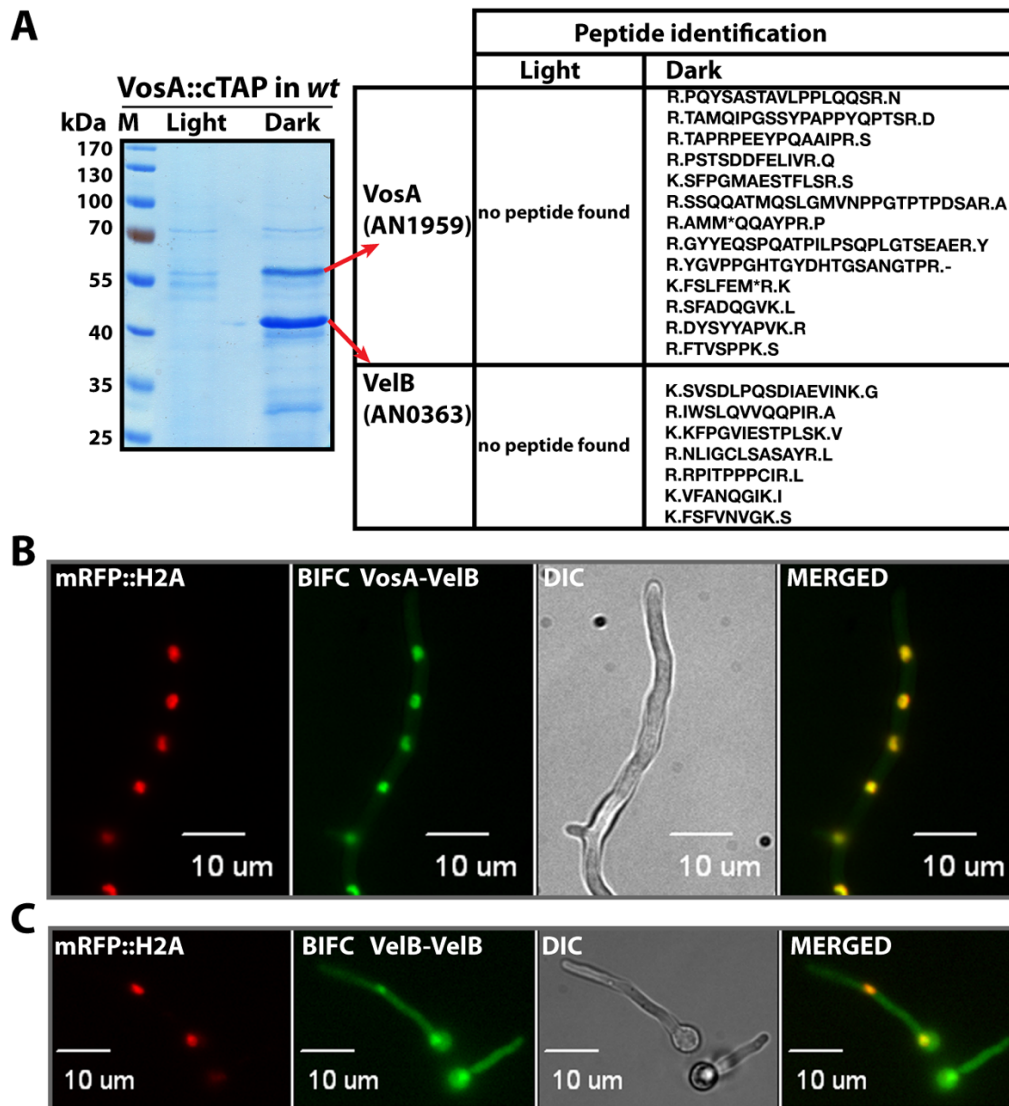 A
Peptide identification
Light Dark
VosA::cTAP in wt
kDa M Light Dark
170
130
100
70
55
40
35
25
VosA
(AN1959)
no peptide found
R.PQYSASTAVLPPLQQSR.N
R.TAMQIPGSSYPAPPYQPTSR.D
R.TAPRPEEYPQAAIPR.S
R.PSTSDDFELIVR.Q
K.SFPGMAESTFLSR.S
R.SSQQATMQSLGMVNPPGTPTPDSAR.A
R.AMM*QQAYPR.P
R.GYYEQSPQATPILPSQPLGTSEAER.Y
R.YGVPPGHTGYDHTGSANGTPR.-
K.FSLFEM*R.K
R.SFADQGVK.L
R.DYSYYAPVK.R
R.FTVSPPK.S
VelB
(AN0363)
no peptide found
K.SVSDLPQSDIAEVINK.G
R.IWSLQVVQQPIR.A
K.KFPGVIESTPLSK.V
R.NLIGCLSASAYR.L
R.RPITPPPCIR.L
K.VFANQGIK.I
K.FSFVNVGK.S
B
mRFP::H2A BIFC VosA-VelB DIC MERGED
10 um 10 um 10 um 10 um
C
mRFP::H2A BIFC VelB-VelB DIC MERGED
10 um 10 um 10 um 10 um